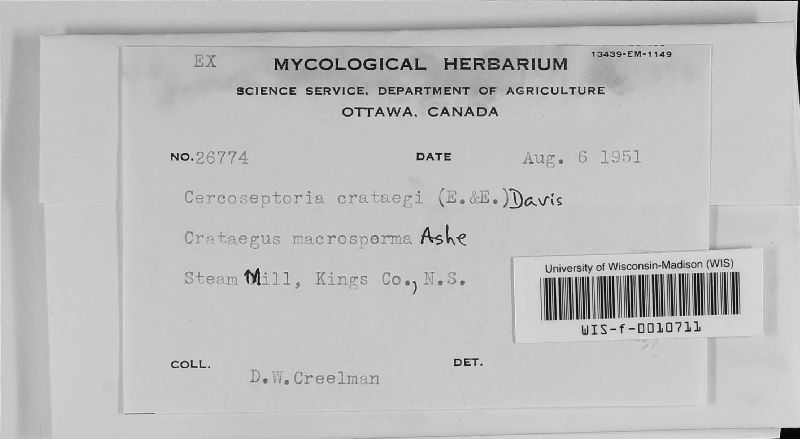 13439-EM-1149
EX MYCOLOGICAL HERBARIUM
SCIENCE SERVICE, DEPARTMENT OF AGRICULTURE
OTTAWA, CANADA
NO. 26774 DATE Aug. 6 1951
Cercoseptoria crataegi (E.&E.) Davis
Crataegus macrosperma Ashe
Steam Mill, Kings Co., N.S.
University of Wisconsin-Madison (WIS)
WIS-f-0010711
COLL. D.W.Creelman DET.